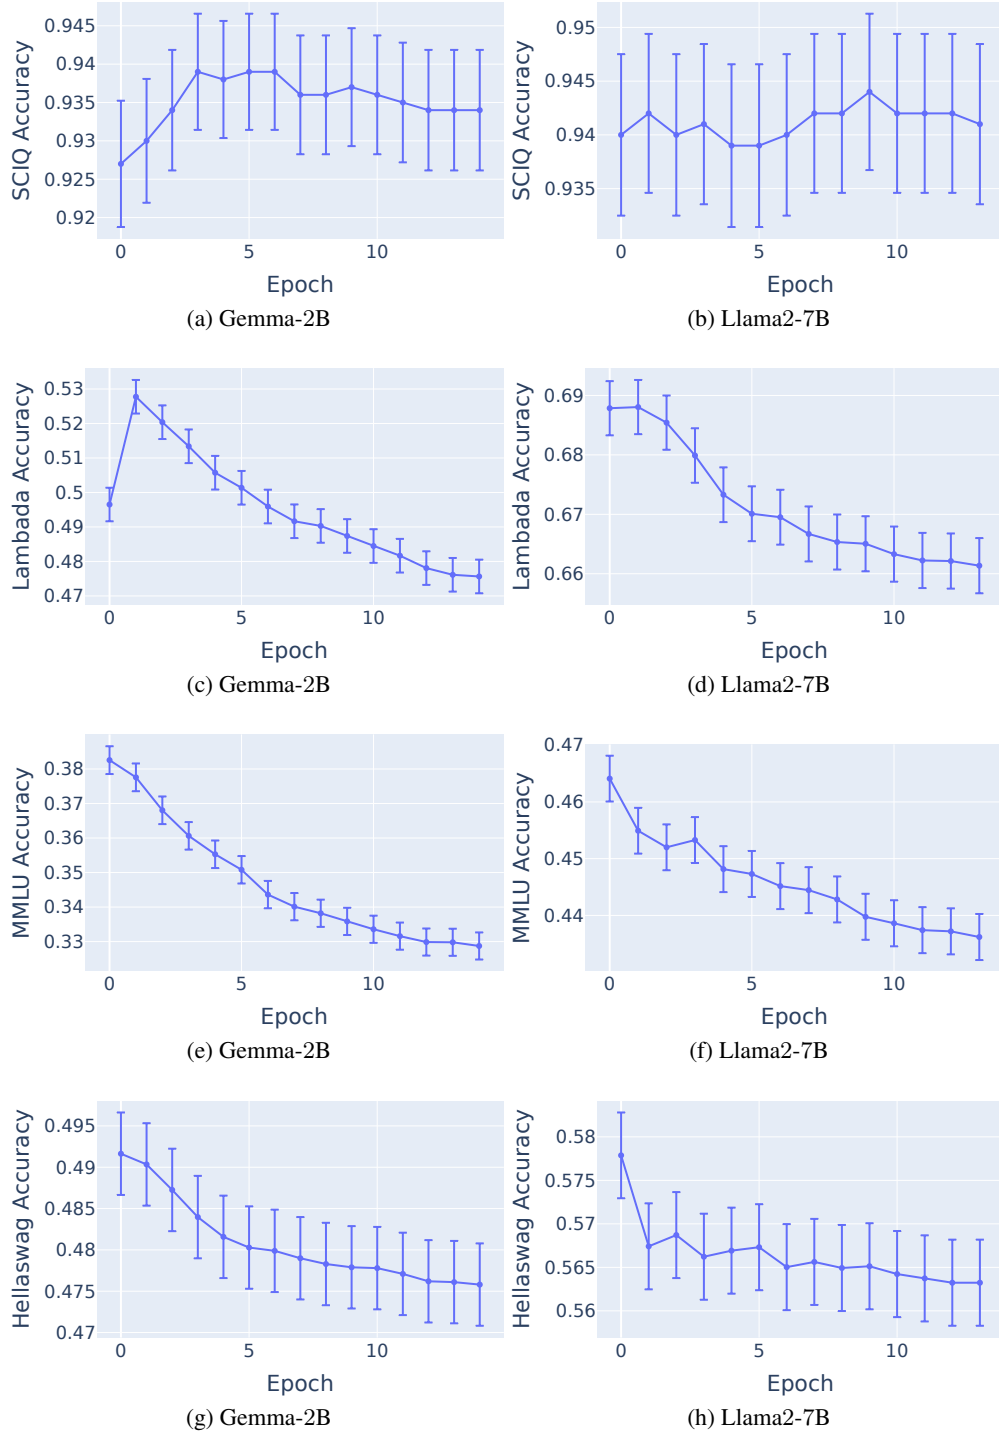 SCIQ Accuracy
0.945
0.94
0.935
0.93
0.925
0.92
0 5 10
Epoch
(a) Gemma-2B
SCIQ Accuracy
0.95
0.945
0.94
0.935
0 5 10
Epoch
(b) Llama2-7B
Lambada Accuracy
0.53
0.52
0.51
0.5
0.49
0.48
0.47
0 5 10
Epoch
(c) Gemma-2B
Lambada Accuracy
0.69
0.68
0.67
0.66
0 5 10
Epoch
(d) Llama2-7B
MMLU Accuracy
0.38
0.37
0.36
0.35
0.34
0.33
0 5 10
Epoch
(e) Gemma-2B
MMLU Accuracy
0.47
0.46
0.45
0.44
0 5 10
Epoch
(f) Llama2-7B
Hellaswag Accuracy
0.495
0.49
0.485
0.48
0.475
0.47
0 5 10
Epoch
(g) Gemma-2B
Hellaswag Accuracy
0.58
0.575
0.57
0.565
0.56
0 5 10
Epoch
(h) Llama2-7B